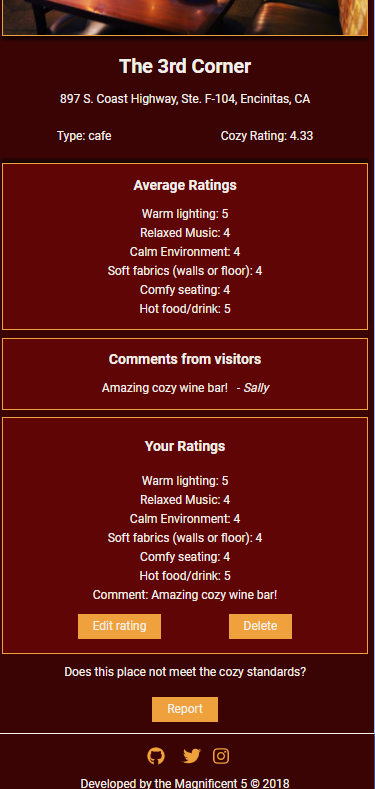 The 3rd Corner
897 S. Coast Highway, Ste. F-104, Encinitas, CA
Type: cafe Cozy Rating: 4.33
Average Ratings
Warm lighting: 5
Relaxed Music: 4
Calm Environment: 4
Soft fabrics (walls or floor): 4
Comfy seating: 4
Hot food/drink: 5
Comments from visitors
Amazing cozy wine bar! - Sally
Your Ratings
Warm lighting: 5
Relaxed Music: 4
Calm Environment: 4
Soft fabrics (walls or floor): 4
Comfy seating: 4
Hot food/drink: 5
Comment: Amazing cozy wine bar!
Edit rating Delete
Does this place not meet the cozy standards?
Report
Developed by the Magnificent 5 © 2018